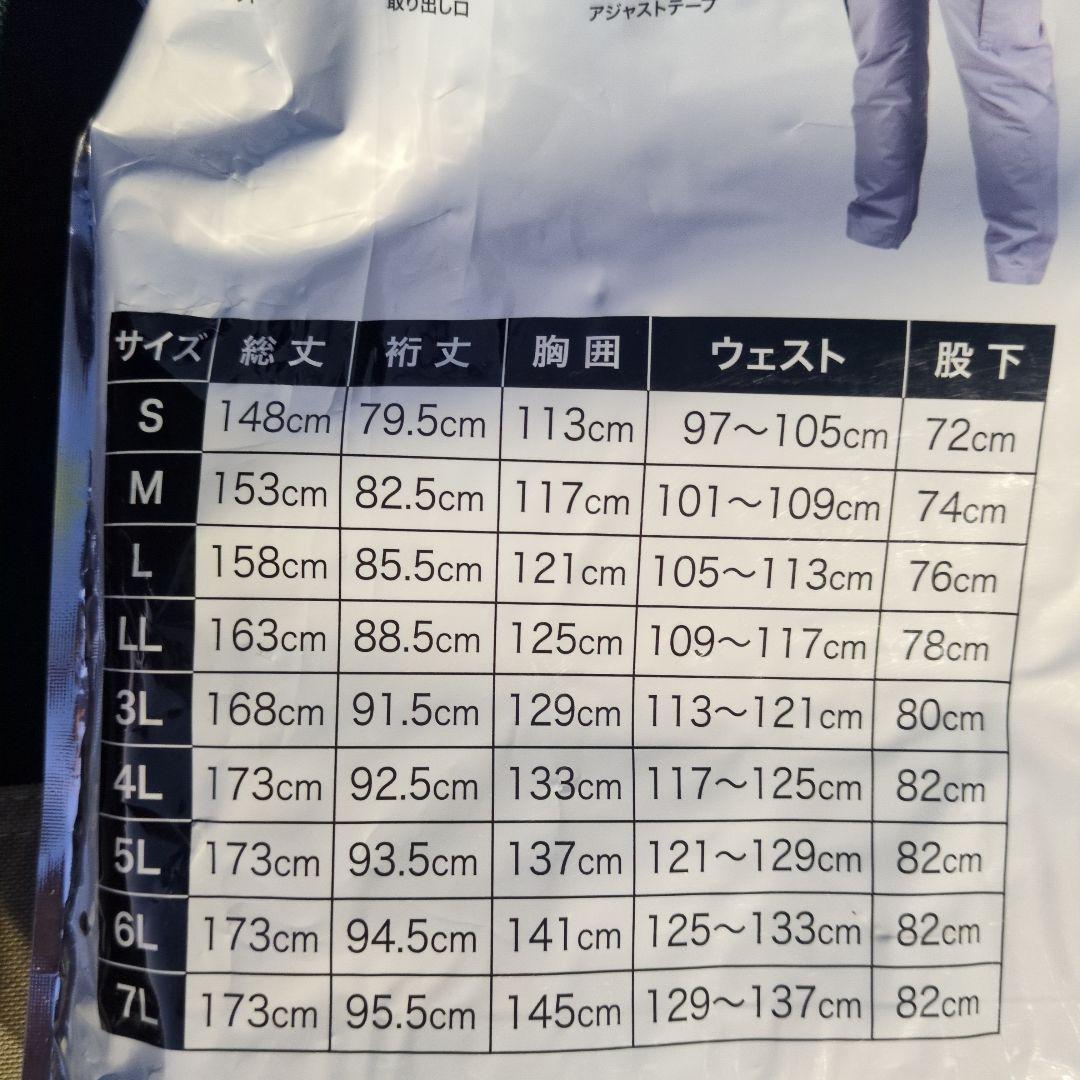 取り出し口
アジャストテープ
サイズ 総丈 裄丈 胸囲 ウェスト 股下
S 148cm 79.5cm 113cm 97～105cm 72cm
M 153cm 82.5cm 117cm 101～109cm 74cm
L 158cm 85.5cm 121cm 105～113cm 76cm
LL 163cm 88.5cm 125cm 109～117cm 78cm
3L 168cm 91.5cm 129cm 113～121cm 80cm
4L 173cm 92.5cm 133cm 117～125cm 82cm
5L 173cm 93.5cm 137cm 121～129cm 82cm
6L 173cm 94.5cm 141cm 125～133cm 82cm
7L 173cm 95.5cm 145cm 129～137cm 82cm